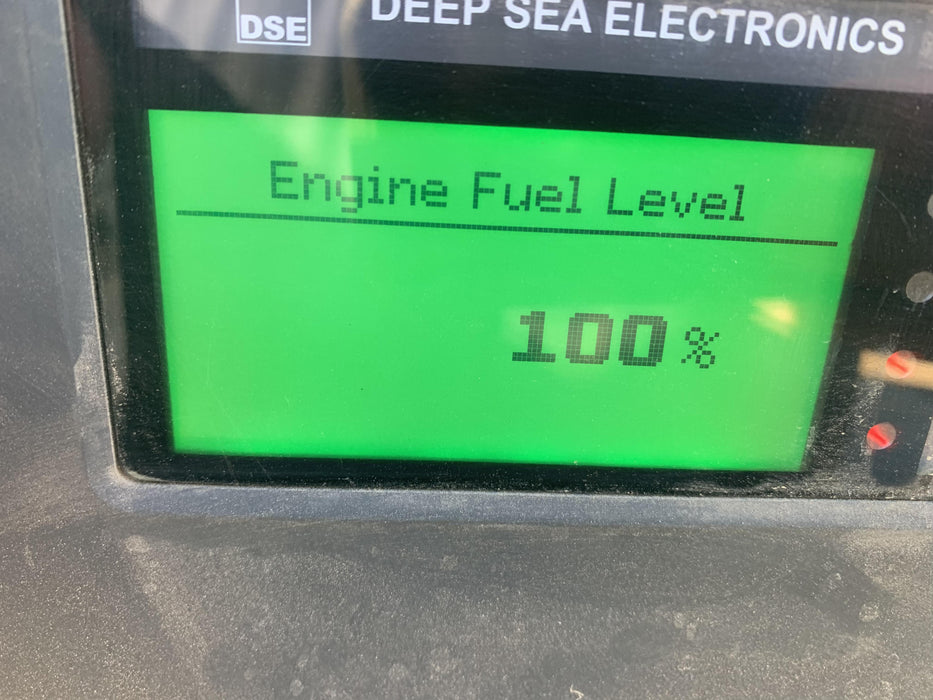 DSE DEEP SEA ELECTRONICS
Engine Fuel Level
100 %